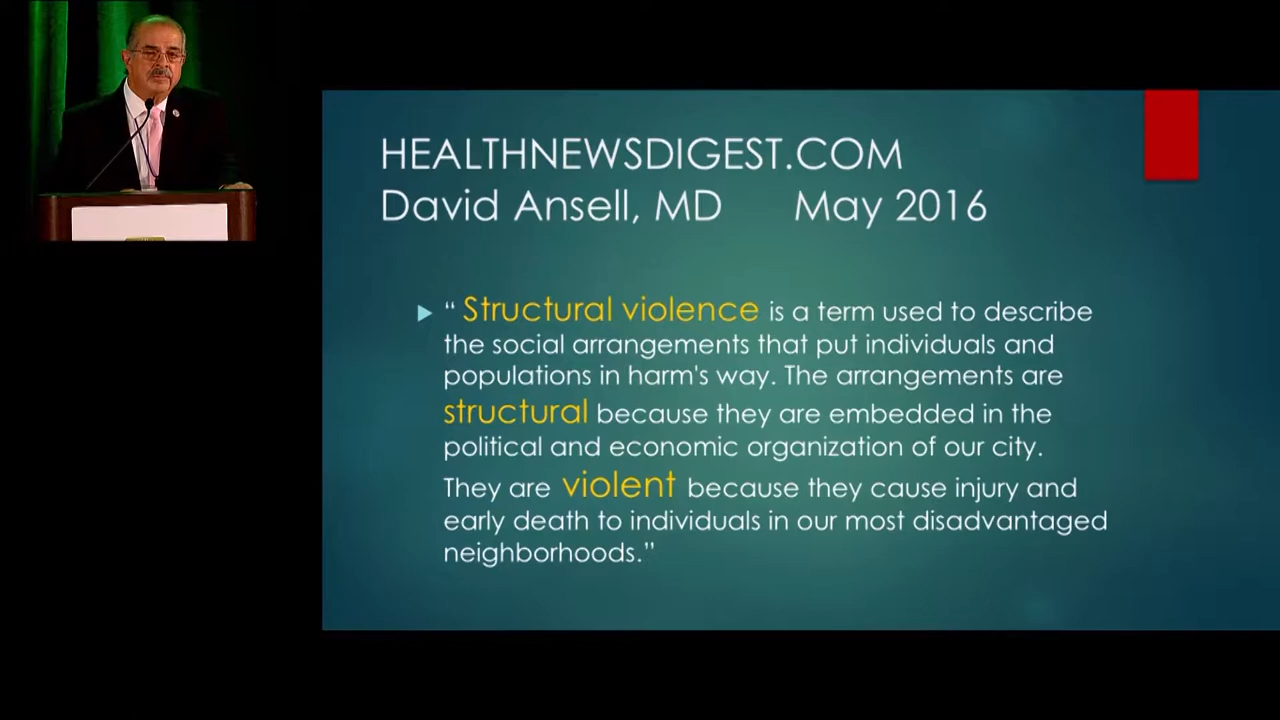 HEALTHNEWSDIGEST.COM
David Ansell, MD May 2016
“ Structural violence is a term used to describe
the social arrangements that put individuals and
populations in harm's way. The arrangements are
structural because they are embedded in the
political and economic organization of our city.
They are violent because they cause injury and
early death to individuals in our most disadvantaged
neighborhoods.”